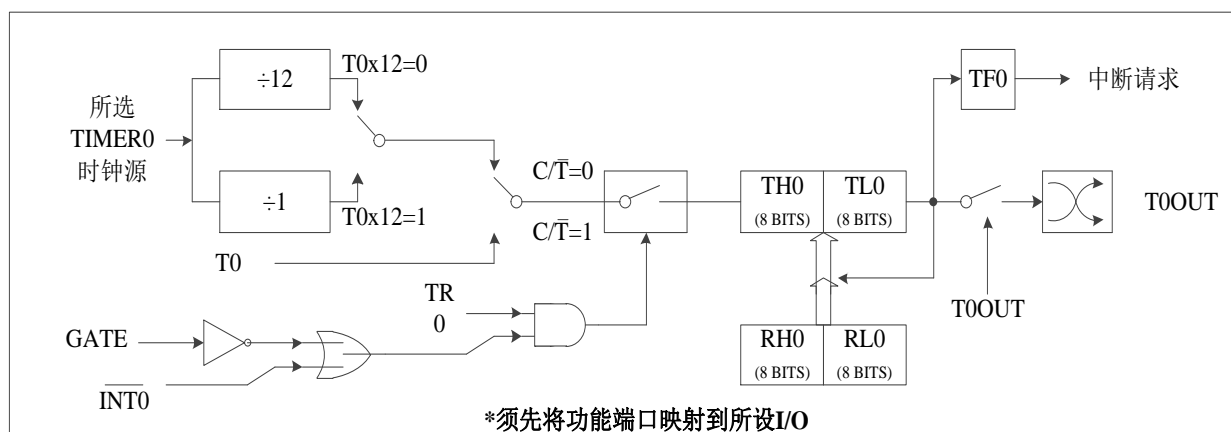 ÷12
T0x12=0
所选
TIMER0
时钟源
÷1
T0x12=1
T0
C/T̅=0
C/T̅=1
TH0
(8 BITS)
TL0
(8 BITS)
TF0
中断请求
T0OUT
T0OUT
TR
0
GATE
I̅N̅T̅0̅
RH0
(8 BITS)
RL0
(8 BITS)
*须先将功能端口映射到所设I/O